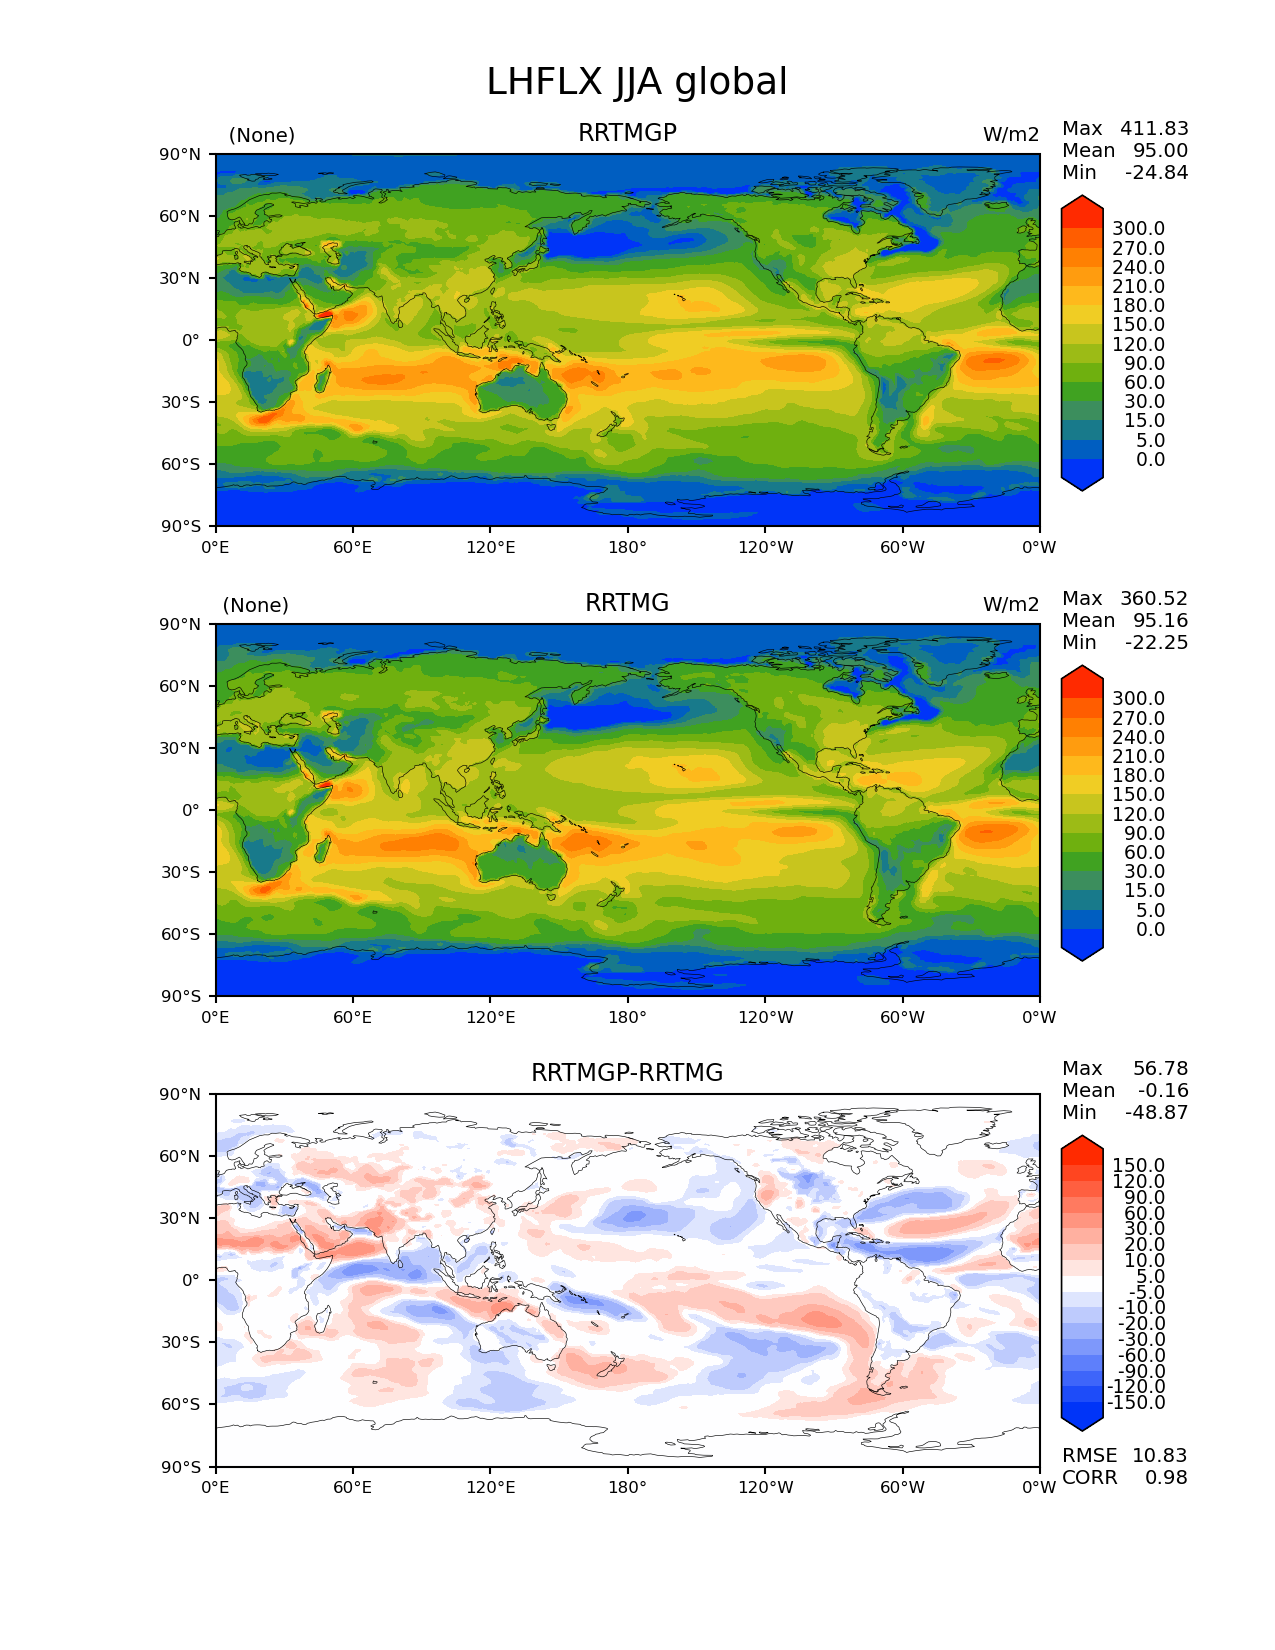 LHFLX JJA global
(None) RRTMGP W/m2
Max 411.83
Mean 95.00
Min -24.84
90°N
60°N
30°N
0°
30°S
60°S
90°S
0°E 60°E 120°E 180° 120°W 60°W 0°W
300.0
270.0
240.0
210.0
180.0
150.0
120.0
90.0
60.0
30.0
15.0
5.0
0.0
(None) RRTMG W/m2
Max 360.52
Mean 95.16
Min -22.25
90°N
60°N
30°N
0°
30°S
60°S
90°S
0°E 60°E 120°E 180° 120°W 60°W 0°W
300.0
270.0
240.0
210.0
180.0
150.0
120.0
90.0
60.0
30.0
15.0
5.0
0.0
RRTMGP-RRTMG
Max 56.78
Mean -0.16
Min -48.87
90°N
60°N
30°N
0°
30°S
60°S
90°S
0°E 60°E 120°E 180° 120°W 60°W 0°W
150.0
120.0
90.0
60.0
30.0
20.0
10.0
5.0
-5.0
-10.0
-20.0
-30.0
-60.0
-90.0
-120.0
-150.0
RMSE 10.83
CORR 0.98